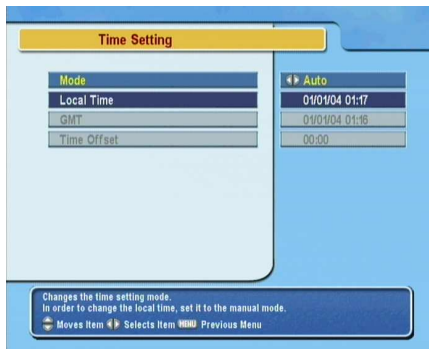 Time Setting
Mode Auto
Local Time 01/01/04 01:17
GMT 01/01/04 01:16
Time Offset 00:00
Changes the time setting mode.
In order to change the local time, set it to the manual mode.
Moves Item Selects Item MENU Previous Menu